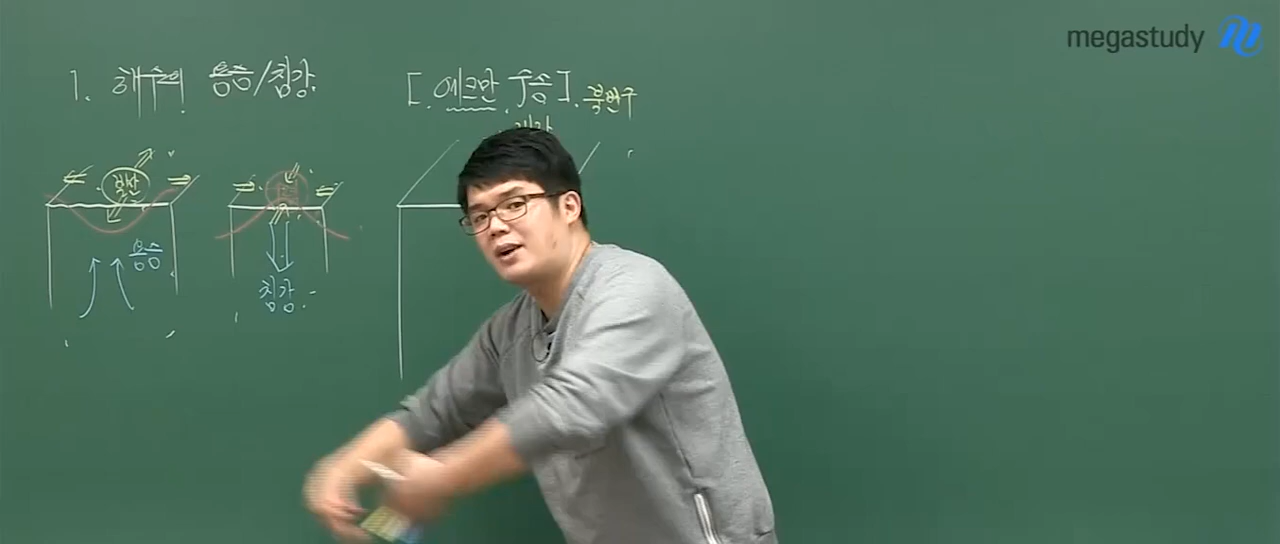 megastudy
1. 해수의 용승/침강.
[에크만 수송]. 북반구
발산
용승
침강.